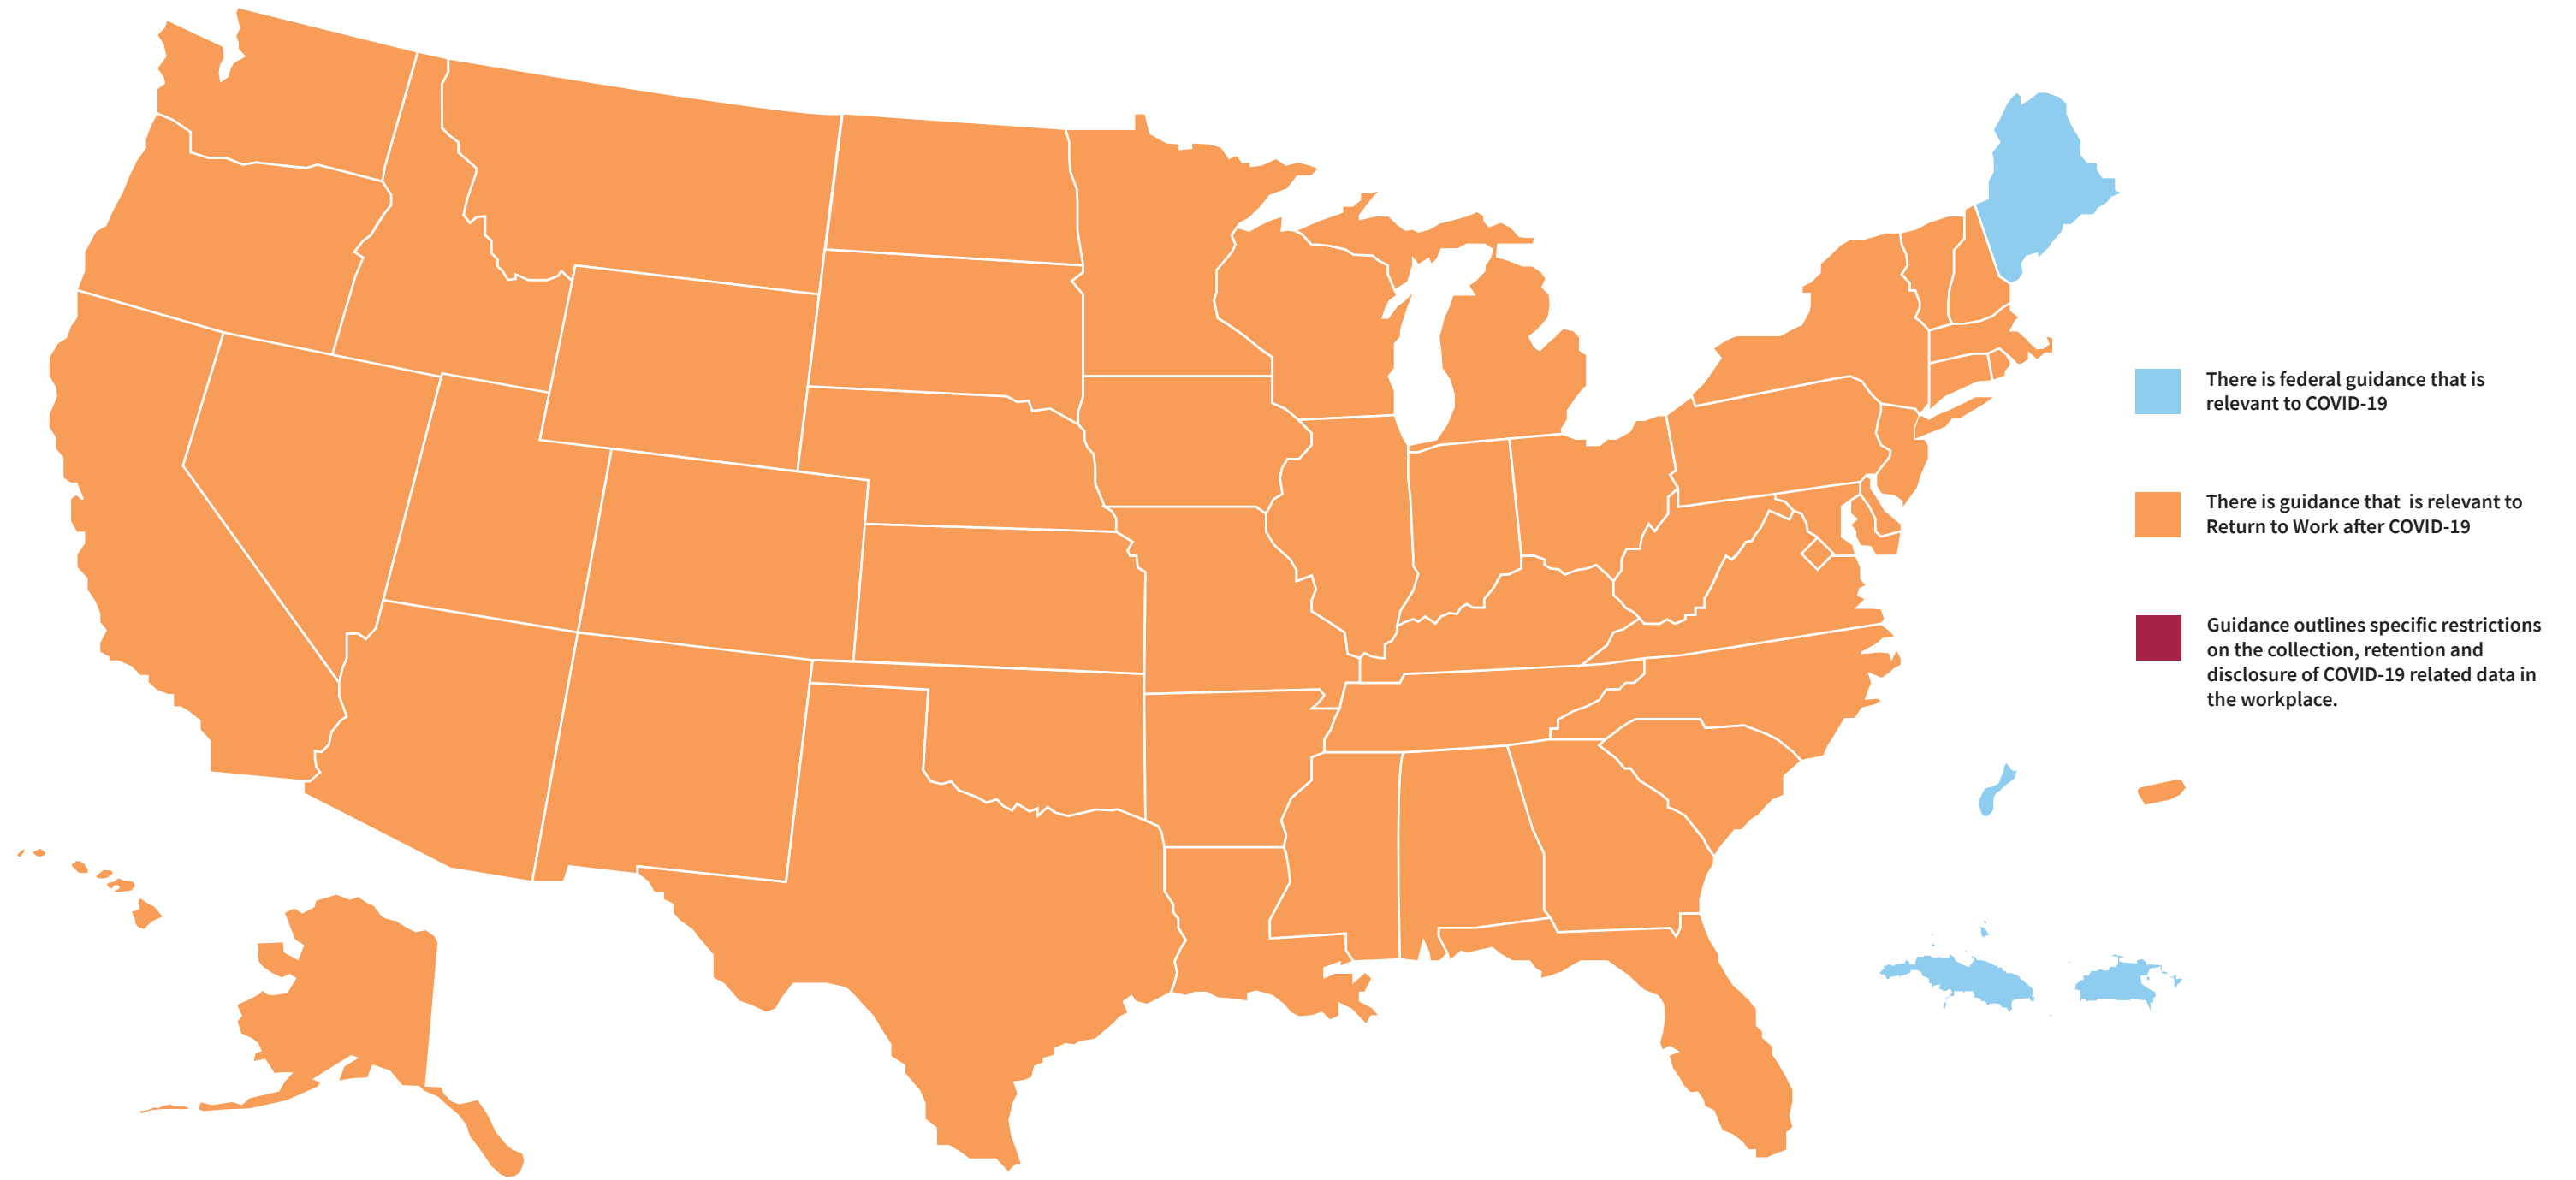 There is federal guidance that is
relevant to COVID-19
There is guidance that  is relevant to
Return to Work after COVID-19
Guidance outlines specific restrictions
on the collection, retention and
disclosure of COVID-19 related data in
the workplace.